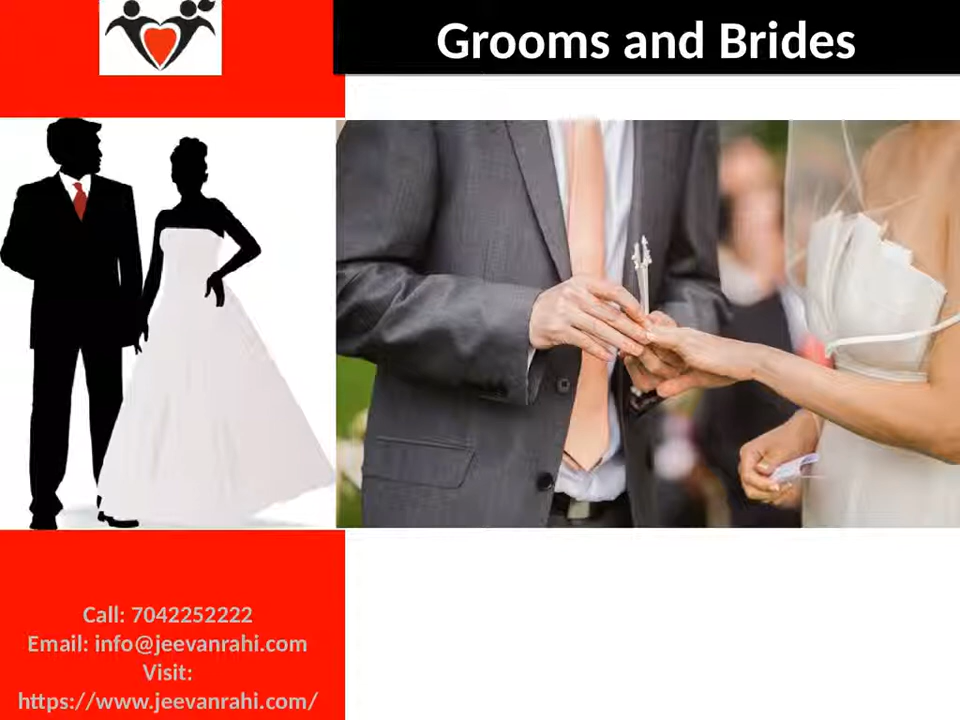 Grooms and Brides
Call: 7042252222
Email: info@jeevanrahi.com
Visit:
https://www.jeevanrahi.com/